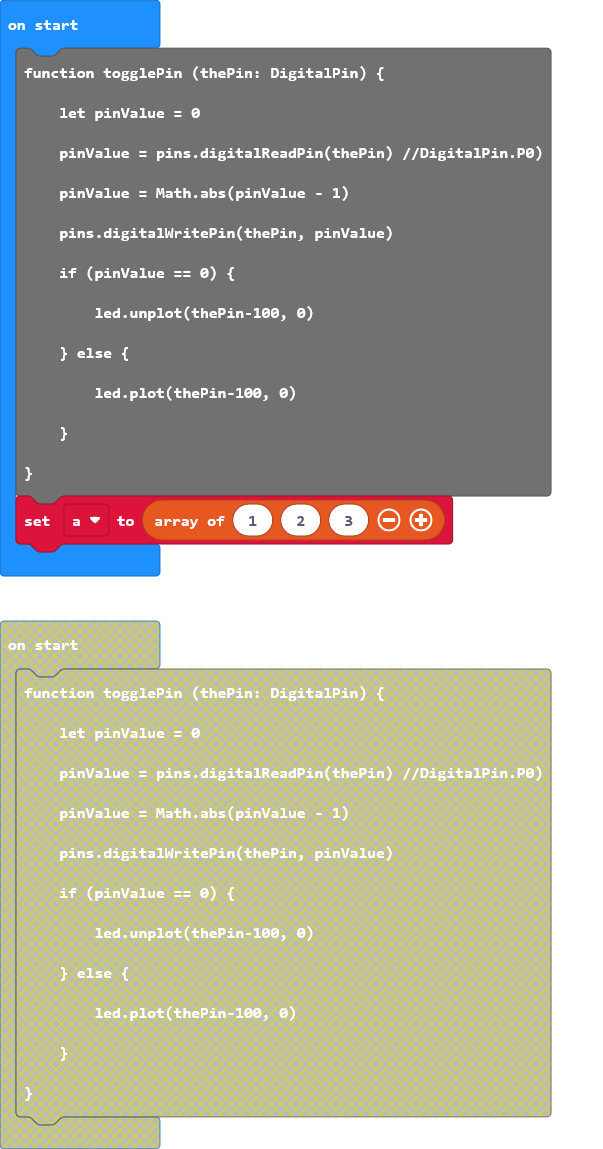 on start
function togglePin (thePin: DigitalPin) {
let pinValue = 0
pinValue = pins.digitalReadPin(thePin) //DigitalPin.P0)
pinValue = Math.abs(pinValue - 1)
pins.digitalWritePin(thePin, pinValue)
if (pinValue == 0) {
led.unplot(thePin-100, 0)
} else {
led.plot(thePin-100, 0)
}
}
set a to array of 1 2 3
on start
function togglePin (thePin: DigitalPin) {
let pinValue = 0
pinValue = pins.digitalReadPin(thePin) //DigitalPin.P0)
pinValue = Math.abs(pinValue - 1)
pins.digitalWritePin(thePin, pinValue)
if (pinValue == 0) {
led.unplot(thePin-100, 0)
} else {
led.plot(thePin-100, 0)
}
}